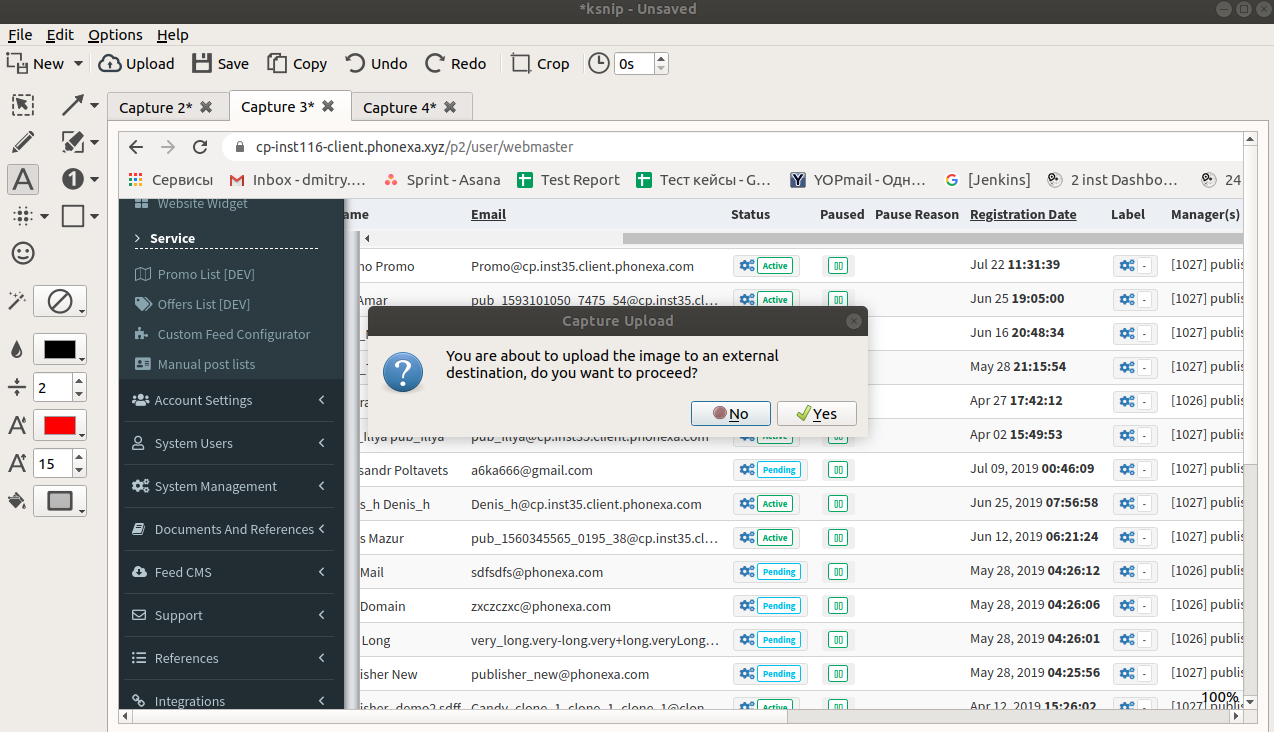 *ksnip - Unsaved
File Edit Options Help
New Upload Save Copy Undo Redo Crop 0s
Capture 2* Capture 3* Capture 4*
cp-inst116-client.phonexa.xyz/p2/user/webmaster
Сервисы Inbox - dmitry.... Sprint - Asana Test Report Тест кейсы - G... YOPmail - Одн... [Jenkins] 2 inst Dashbo... 24
Website Widget
Service
Promo List [DEV]
Offers List [DEV]
Custom Feed Configurator
Manual post lists
Account Settings
System Users
System Management
Documents And References
Feed CMS
Support
References
Integrations
2
15
ame Email Status Paused Pause Reason Registration Date Label Manager(s)
no Promo Promo@cp.inst35.client.phonexa.com Active Jul 22 11:31:39 - [1027] publis
Amar pub_1593101050_7475_54@cp.inst35.cl... Active Jun 25 19:05:00 - [1027] publis
Jun 16 20:48:34 - [1027] publis
May 28 21:15:54 - [1027] publis
Apr 27 17:42:12 - [1026] publis
_Illya pub_illya pub_illya@cp.inst35.client.phonexa.com Active Apr 02 15:49:53 - [1027] publis
sandr Poltavets a6ka666@gmail.com Pending Jul 09, 2019 00:46:09 - [1027] publis
s_h Denis_h Denis_h@cp.inst35.client.phonexa.com Active Jun 25, 2019 07:56:58 - [1027] publis
s Mazur pub_1560345565_0195_38@cp.inst35.cl... Active Jun 12, 2019 06:21:24 - [1027] publis
Mail sdfsdfs@phonexa.com Pending May 28, 2019 04:26:12 - [1027] publis
Domain zxczczxc@phonexa.com Pending May 28, 2019 04:26:06 - [1026] publis
Long very_long.very-long.very+long.veryLong... Pending May 28, 2019 04:26:01 - [1026] publis
isher New publisher_new@phonexa.com Pending May 28, 2019 04:25:56 - [1027] publis
isher_demo2 sdff Candy_clone_1_clone_1_clone_1@clon Active Apr 12, 2019 15:26:02 - [1027] publis
Capture Upload
You are about to upload the image to an external
destination, do you want to proceed?
No Yes
100%